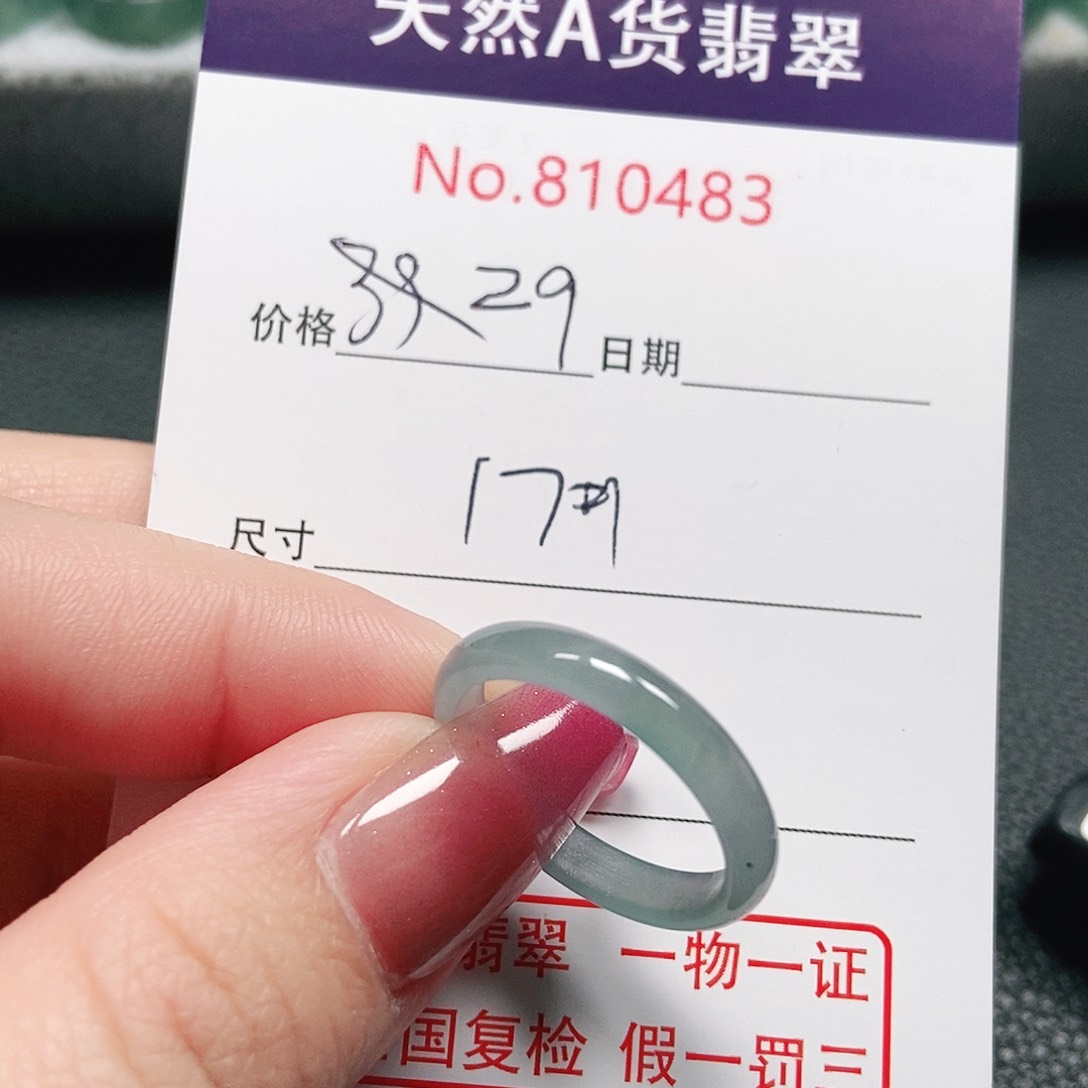 天然A货翡翠
No.810483
价格 29 日期
尺寸 17
翡翠 一物一证
国复检 假一罚三